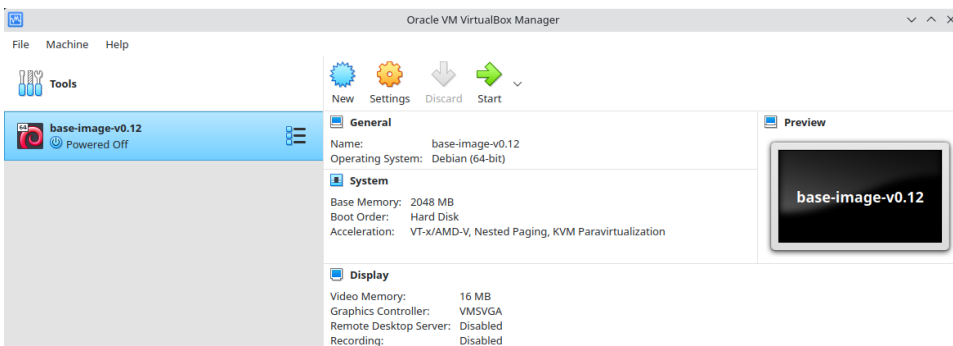 Oracle VM VirtualBox Manager
File Machine Help
Tools
New Settings Discard Start
64
base-image-v0.12
Powered Off
General
Name: base-image-v0.12
Operating System: Debian (64-bit)
System
Base Memory: 2048 MB
Boot Order: Hard Disk
Acceleration: VT-x/AMD-V, Nested Paging, KVM Paravirtualization
Display
Video Memory: 16 MB
Graphics Controller: VMSVGA
Remote Desktop Server: Disabled
Recording: Disabled
Preview
base-image-v0.12